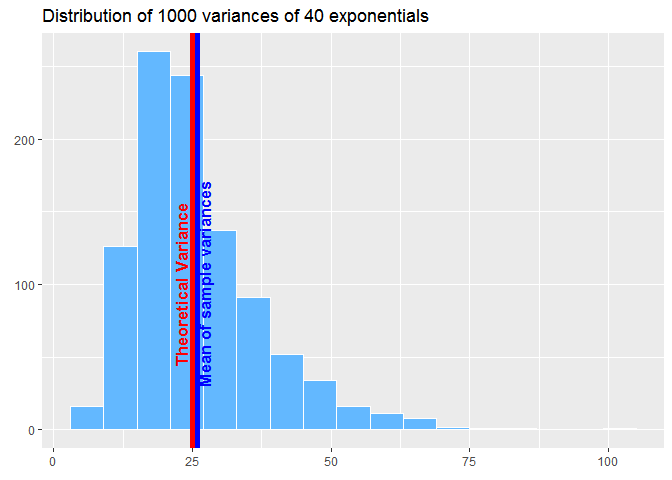 Distribution of 1000 variances of 40 exponentials
200
100
0
Theoretical Variance
Mean of sample variances
0
25
50
75
100